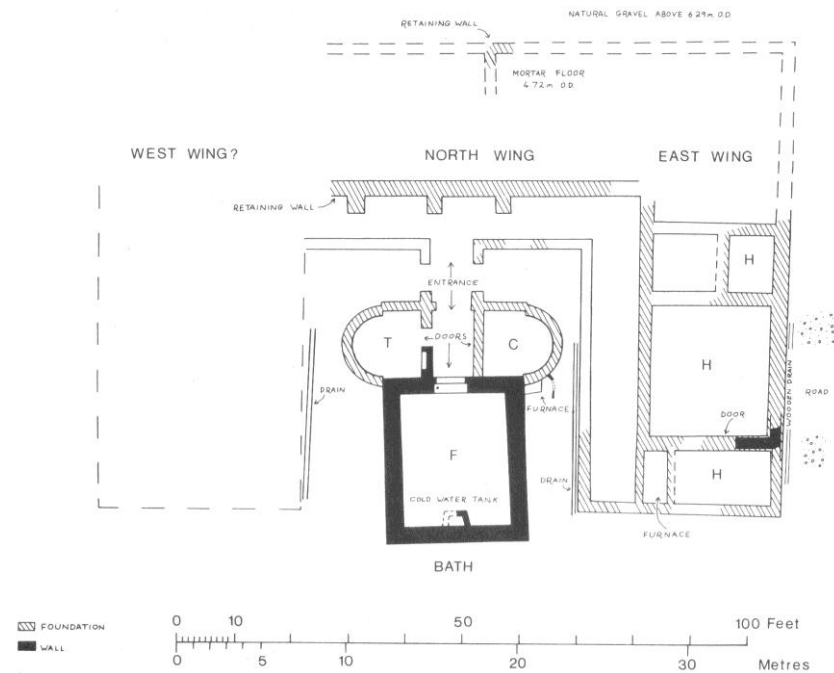 NATURAL GRAVEL ABOVE 6.29m O.D.
RETAINING WALL
MORTAR FLOOR
4.72m O.D.
WEST WING?
NORTH WING
EAST WING
RETAINING WALL
H
ENTRANCE
T
DOORS
C
H
DRAIN
FURNACE
WOODEN DRAIN
ROAD
DOOR
F
DRAIN
H
COLD WATER TANK
FURNACE
BATH
FOUNDATION
WALL
0 10 50 100 Feet
0 5 10 20 30 Metres